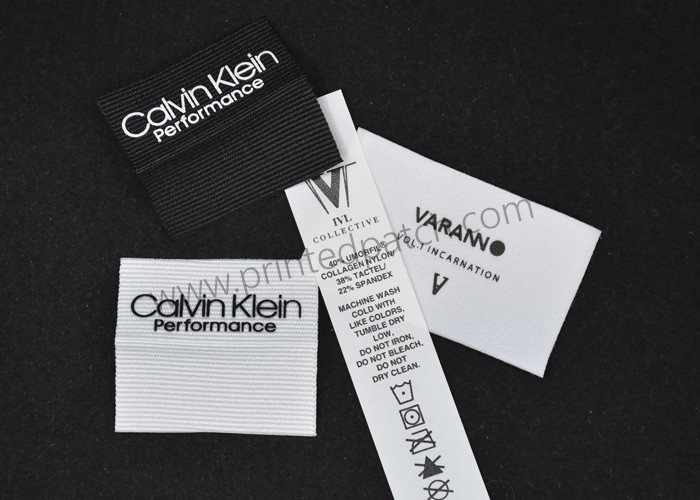 Calvin Klein
Performance
IVL
COLLECTIVE
40% UMORFIL®
COLLAGEN NYLON/
38% TACTEL/
22% SPANDEX
MACHINE WASH
COLD WITH
LIKE COLORS,
TUMBLE DRY
LOW,
DO NOT IRON,
DO NOT BLEACH,
DO NOT
DRY CLEAN.
VARANNO
VOLT INCARNATION
V
Calvin Klein
Performance
www.printedpatch.com